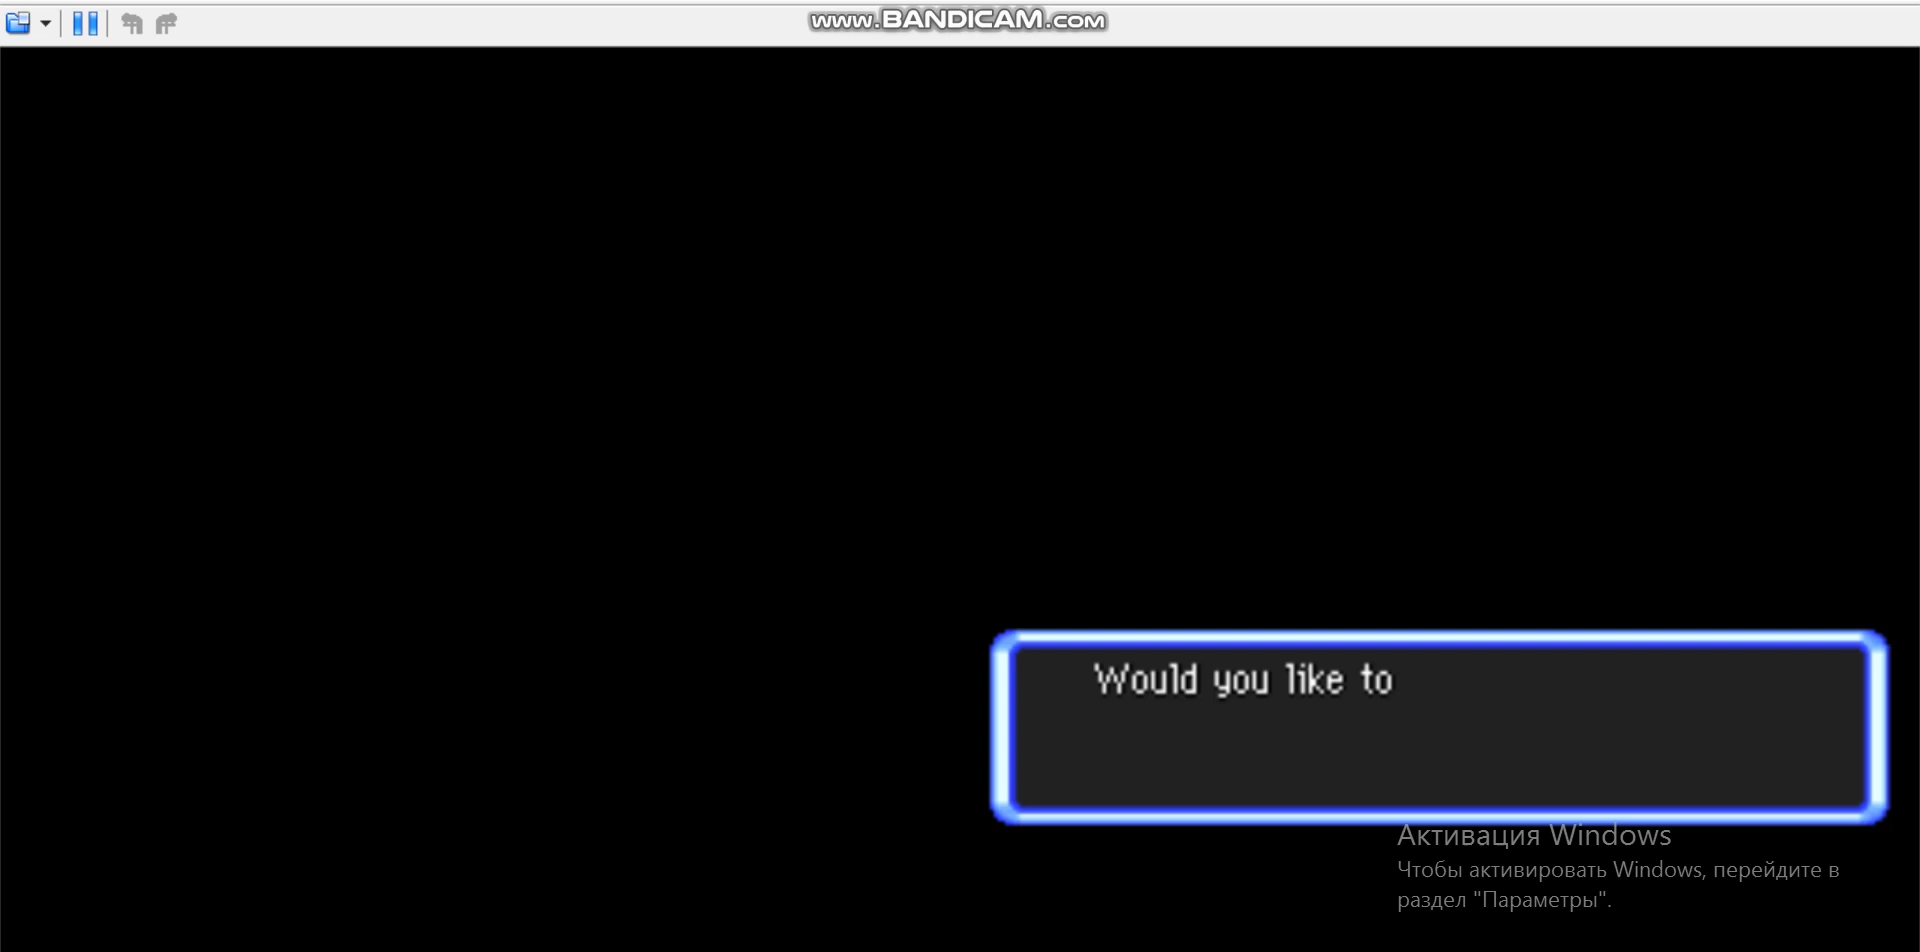 www.BANDICAM.com
Would you like to
Активация Windows
Чтобы активировать Windows, перейдите в
раздел "Параметры".